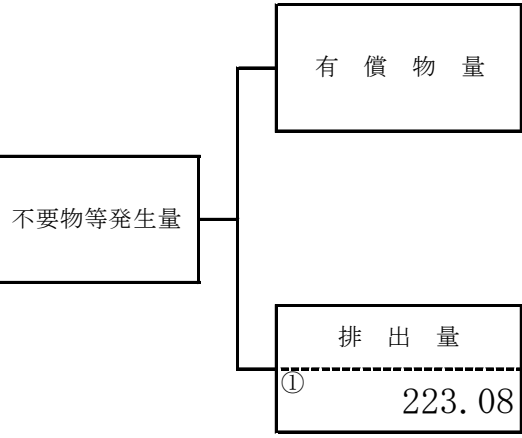 有償物量
不要物等発生量
排出量
①
223.08